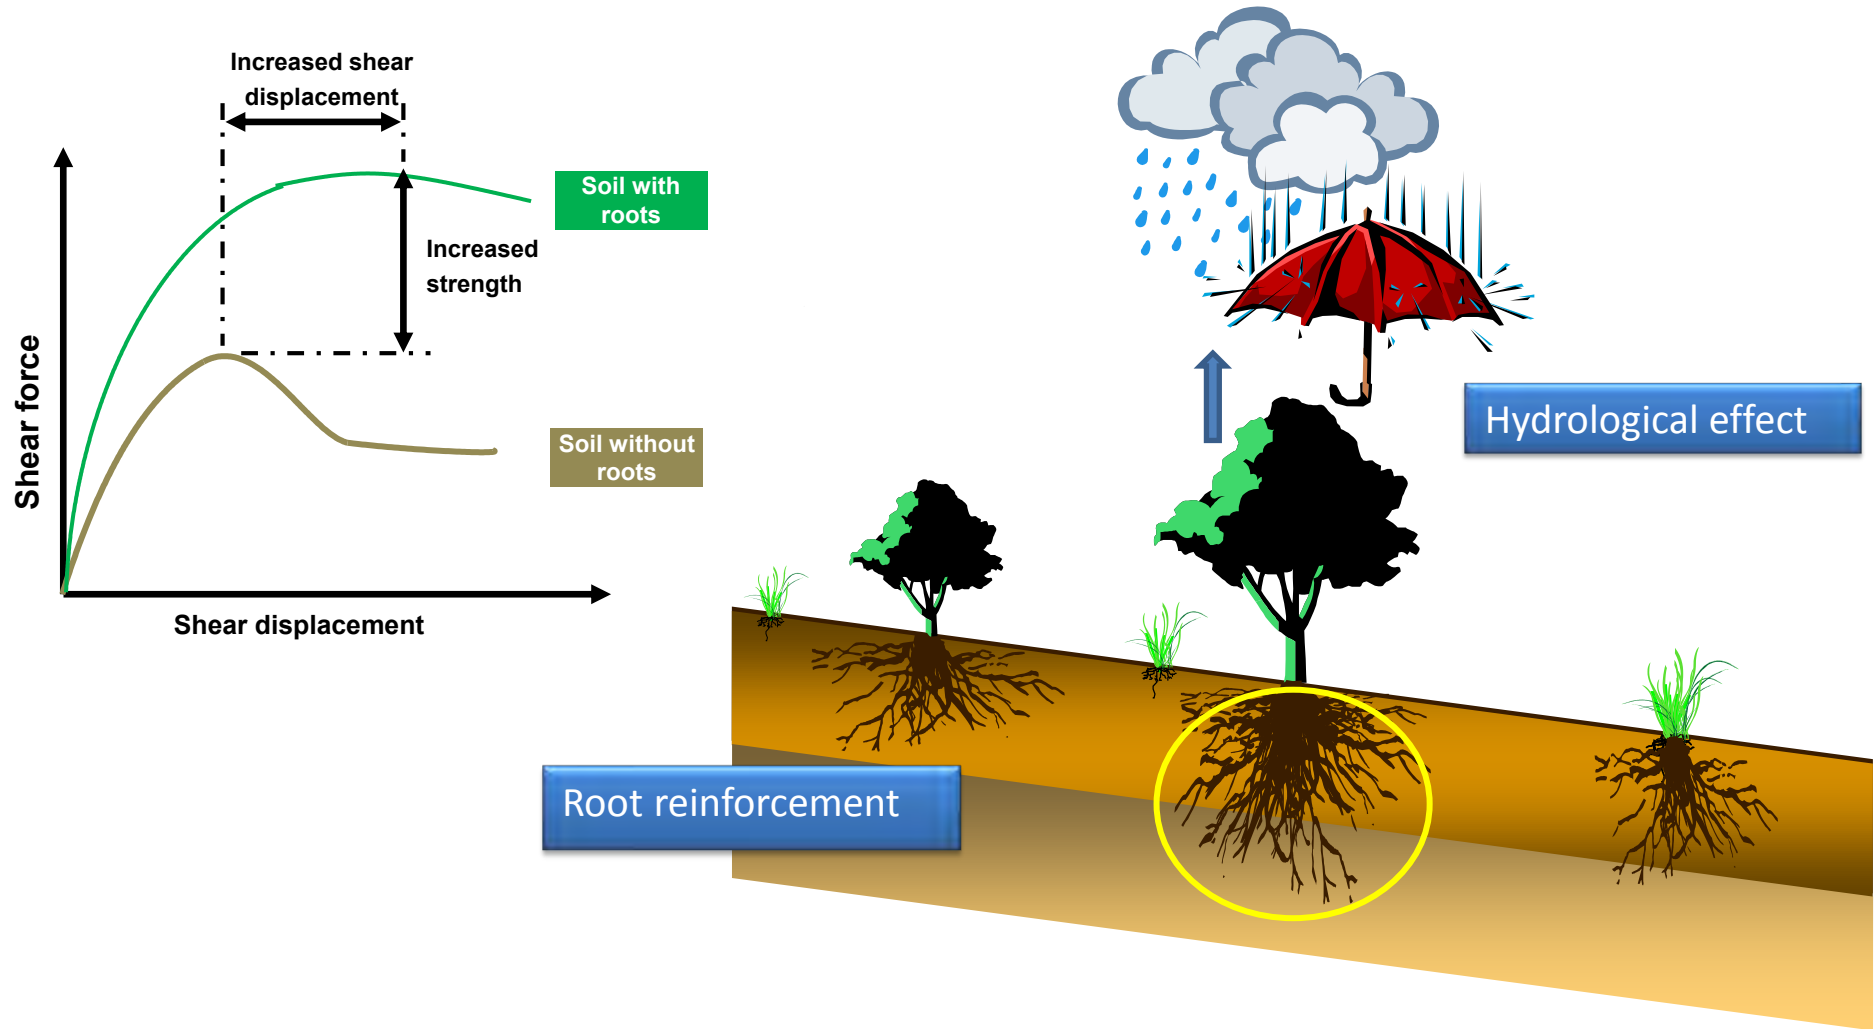 Increased shear
displacement
Soil with
roots
Increased
strength
Shear force
Soil without
roots
Shear displacement
Hydrological effect
Root reinforcement